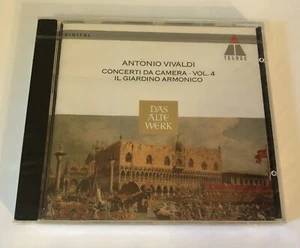 DIGITAL
TELDEC
ANTONIO VIVALDI
CONCERTI DA CAMERA · VOL. 4
IL GIARDINO ARMONICO
DAS
ALTE
WERK